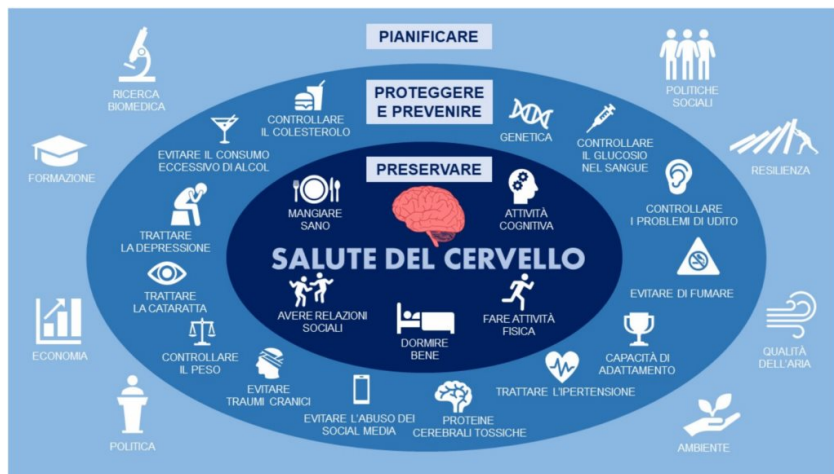 PIANIFICARE
RICERCA
BIOMEDICA
POLITICHE
SOCIALI
FORMAZIONE
RESILIENZA
ECONOMIA
QUALITÀ
DELL'ARIA
POLITICA
AMBIENTE
PROTEGGERE
E PREVENIRE
CONTROLLARE
IL COLESTEROLO
GENETICA
EVITARE IL CONSUMO
ECCESSIVO DI ALCOL
CONTROLLARE
IL GLUCOSIO
NEL SANGUE
TRATTARE
LA DEPRESSIONE
CONTROLLARE
I PROBLEMI DI UDITO
TRATTARE
LA CATARATTA
EVITARE DI FUMARE
CONTROLLARE
IL PESO
CAPACITÀ DI
ADATTAMENTO
EVITARE
TRAUMI CRANICI
TRATTARE L'IPERTENSIONE
EVITARE L'ABUSO DEI
SOCIAL MEDIA
PROTEINE
CEREBRALI TOSSICHE
PRESERVARE
MANGIARE
SANO
ATTIVITÀ
COGNITIVA
SALUTE DEL CERVELLO
AVERE RELAZIONI
SOCIALI
DORMIRE
BENE
FARE ATTIVITÀ
FISICA